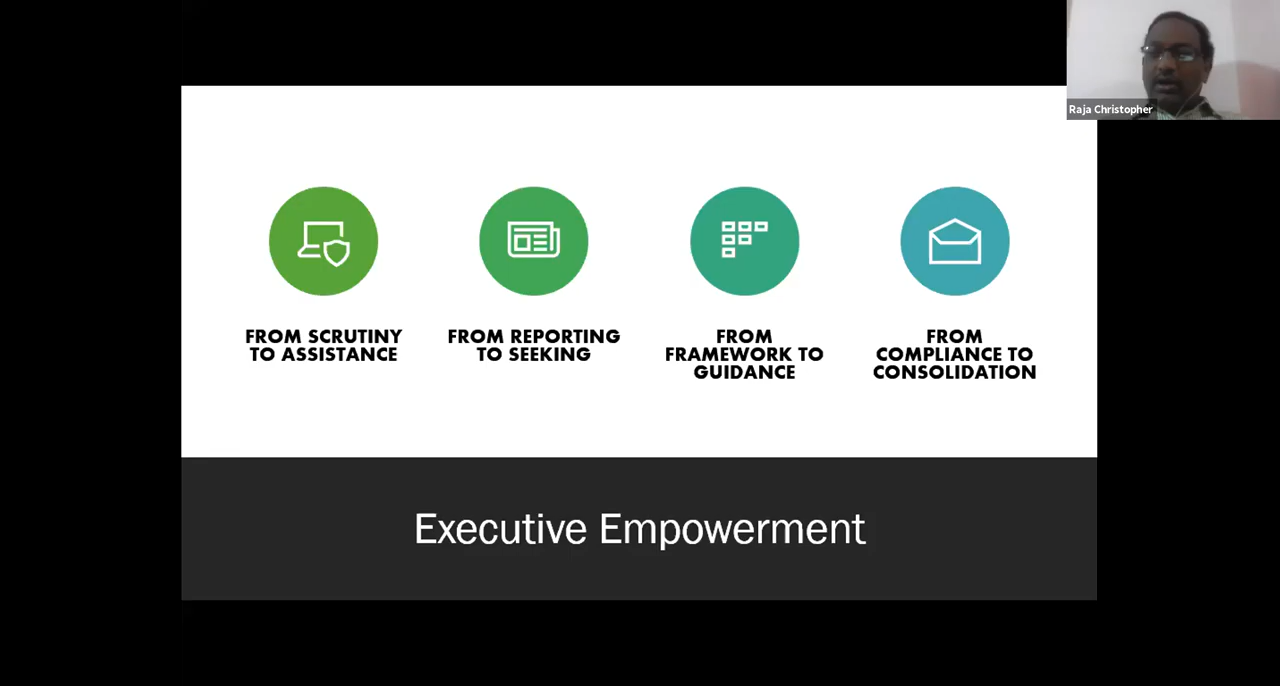 Raja Christopher
FROM SCRUTINY
TO ASSISTANCE
FROM REPORTING
TO SEEKING
FROM
FRAMEWORK TO
GUIDANCE
FROM
COMPLIANCE TO
CONSOLIDATION
Executive Empowerment